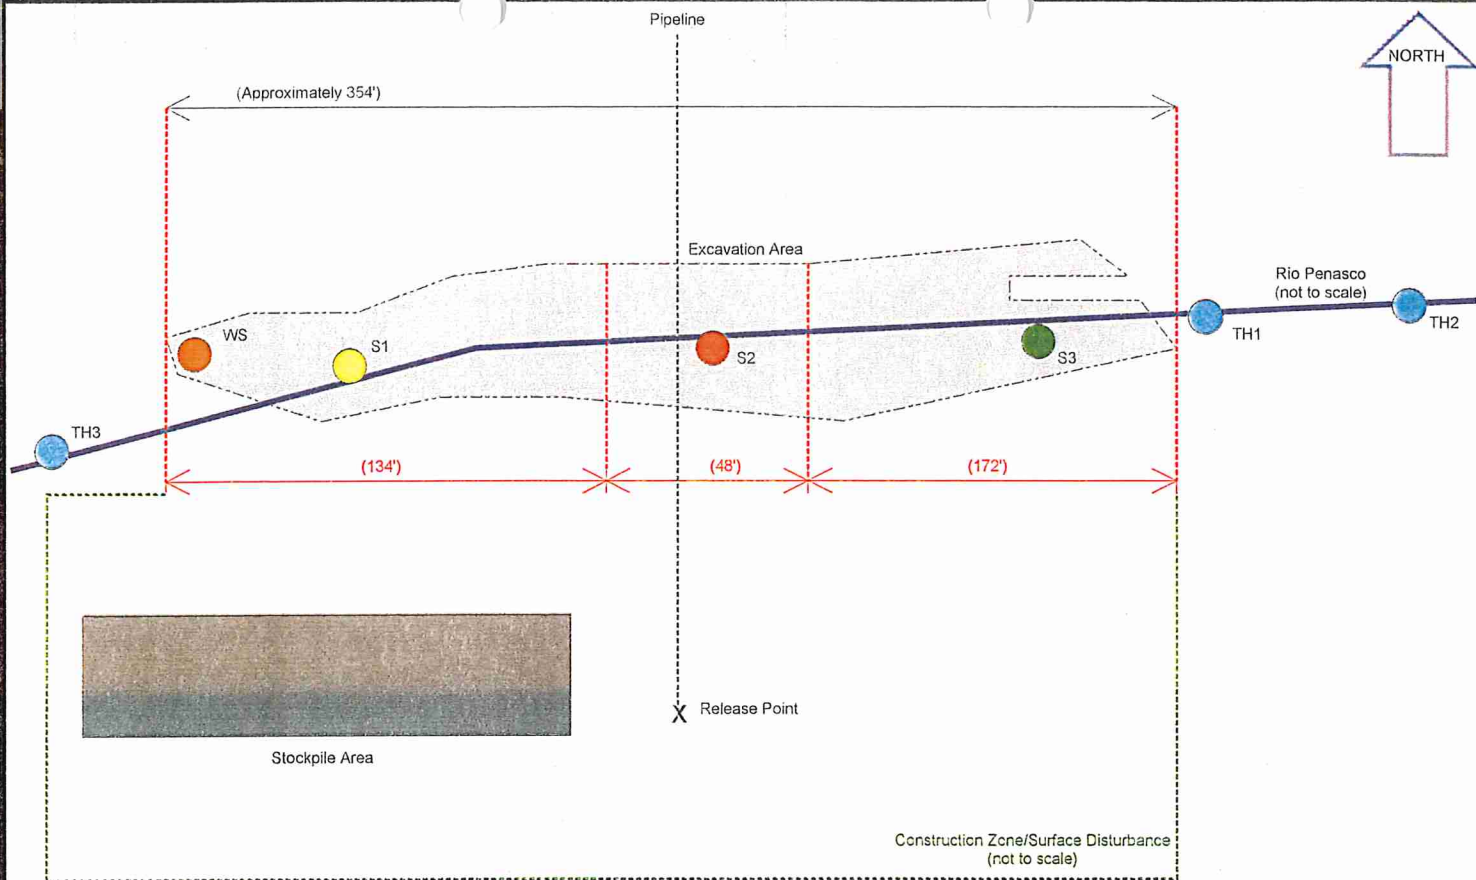 Pipeline
NORTH
(Approximately 354')
Excavation Area
Rio Penasco
(not to scale)
WS
S1
S2
S3
TH1
TH2
TH3
(134')
(48')
(172')
X
Release Point
Stockpile Area
Construction Zone/Surface Disturbance
(not to scale)